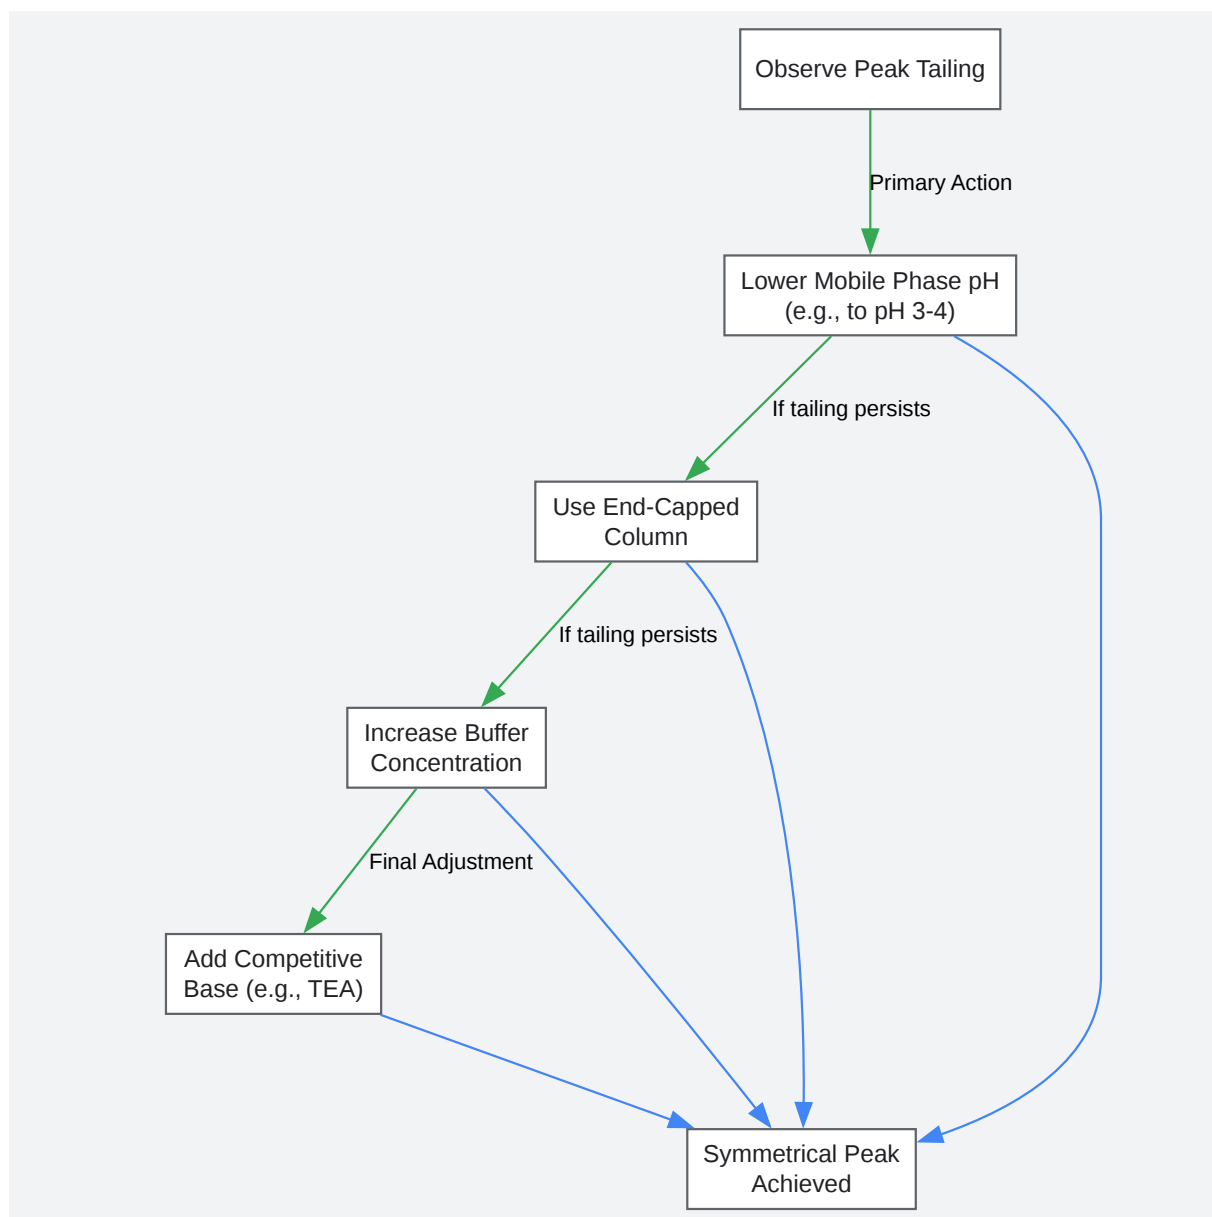 Observe Peak Tailing
Primary Action
Lower Mobile Phase pH
(e.g., to pH 3-4)
If tailing persists
Use End-Capped
Column
If tailing persists
Increase Buffer
Concentration
Final Adjustment
Add Competitive
Base (e.g., TEA)
Symmetrical Peak
Achieved